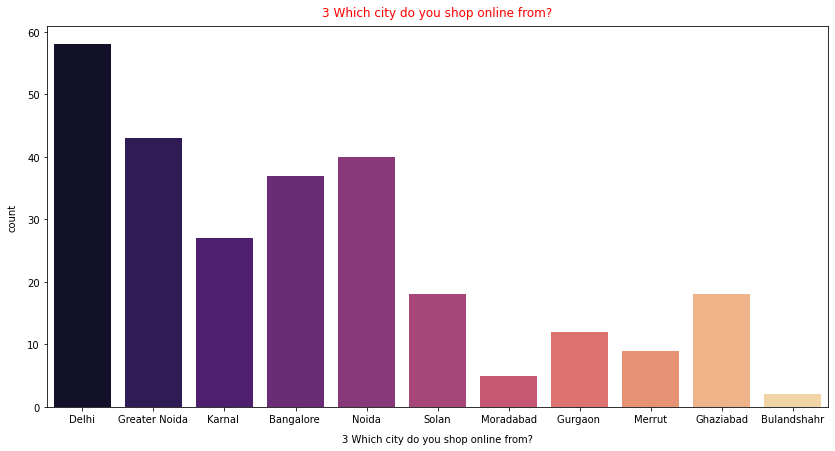 3 Which city do you shop online from?
60
50
40
30
20
10
0
count
Delhi Greater Noida Karnal Bangalore Noida Solan Moradabad Gurgaon Merrut Ghaziabad Bulandshahr
3 Which city do you shop online from?